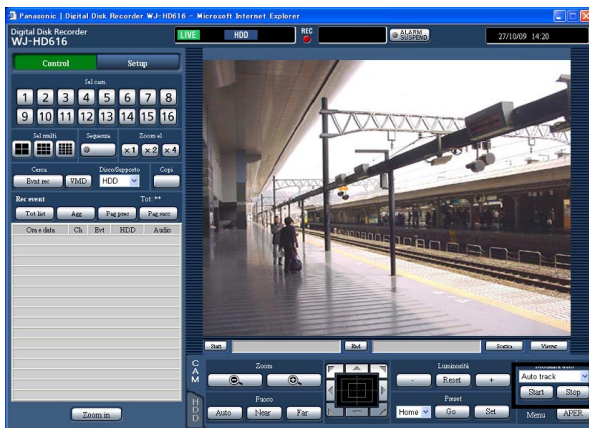 Panasonic | Digital Disk Recorder WJ-HD616 - Microsoft Internet Explorer
Digital Disk Recorder
WJ-HD616
LIVE HDD REC ALARM SUSPEND 27/10/09 14:20
Control Setup
Sel cam.
1 2 3 4 5 6 7 8
9 10 11 12 13 14 15 16
Sel multi Sequenza Zoom el
x1 x2 x4
Cerca Disco/Supporto Copi
Evnt rec VMD HDD
Rec event Tot: **
Tot list Agg Pag prec Pag succ
Ora e data Ch Evt HDD Audio
Zoom in
Start End Scarica Viewer
CAM
HDD
Zoom Luminosità
- Reset + Auto track
Fuoco Preset Start Stop
Auto Near Far Home Go Set Menu APER